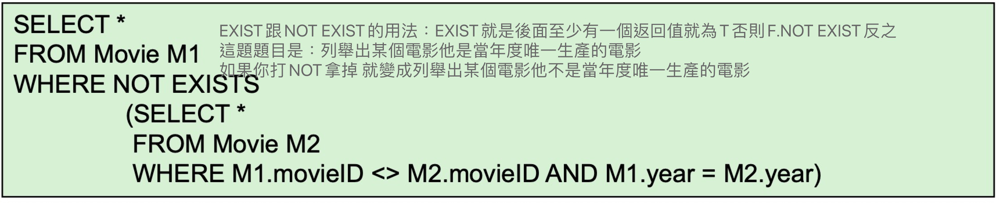 SELECT *
EXIST跟NOT EXIST的用法：EXIST就是後面至少有一個返回值就為T否則F.NOT EXIST反之
FROM Movie M1
這題題目是：列舉出某個電影他是當年度唯一生產的電影
如果你打NOT拿掉 就變成列舉出某個電影他不是當年度唯一生產的電影
WHERE NOT EXISTS
(SELECT *
FROM Movie M2
WHERE M1.movieID <> M2.movieID AND M1.year = M2.year)